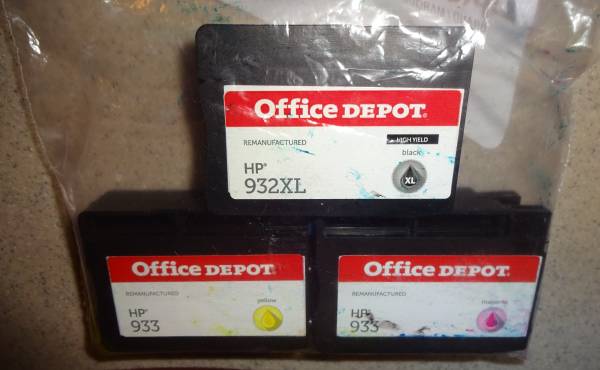 Office DEPOT.
REMANUFACTURED
HIGH YIELD
black
HP®
932XL
XL
Office DEPOT.
REMANUFACTURED
yellow
HP®
933
Office DEPOT.
REMANUFACTURED
magenta
HP®
933